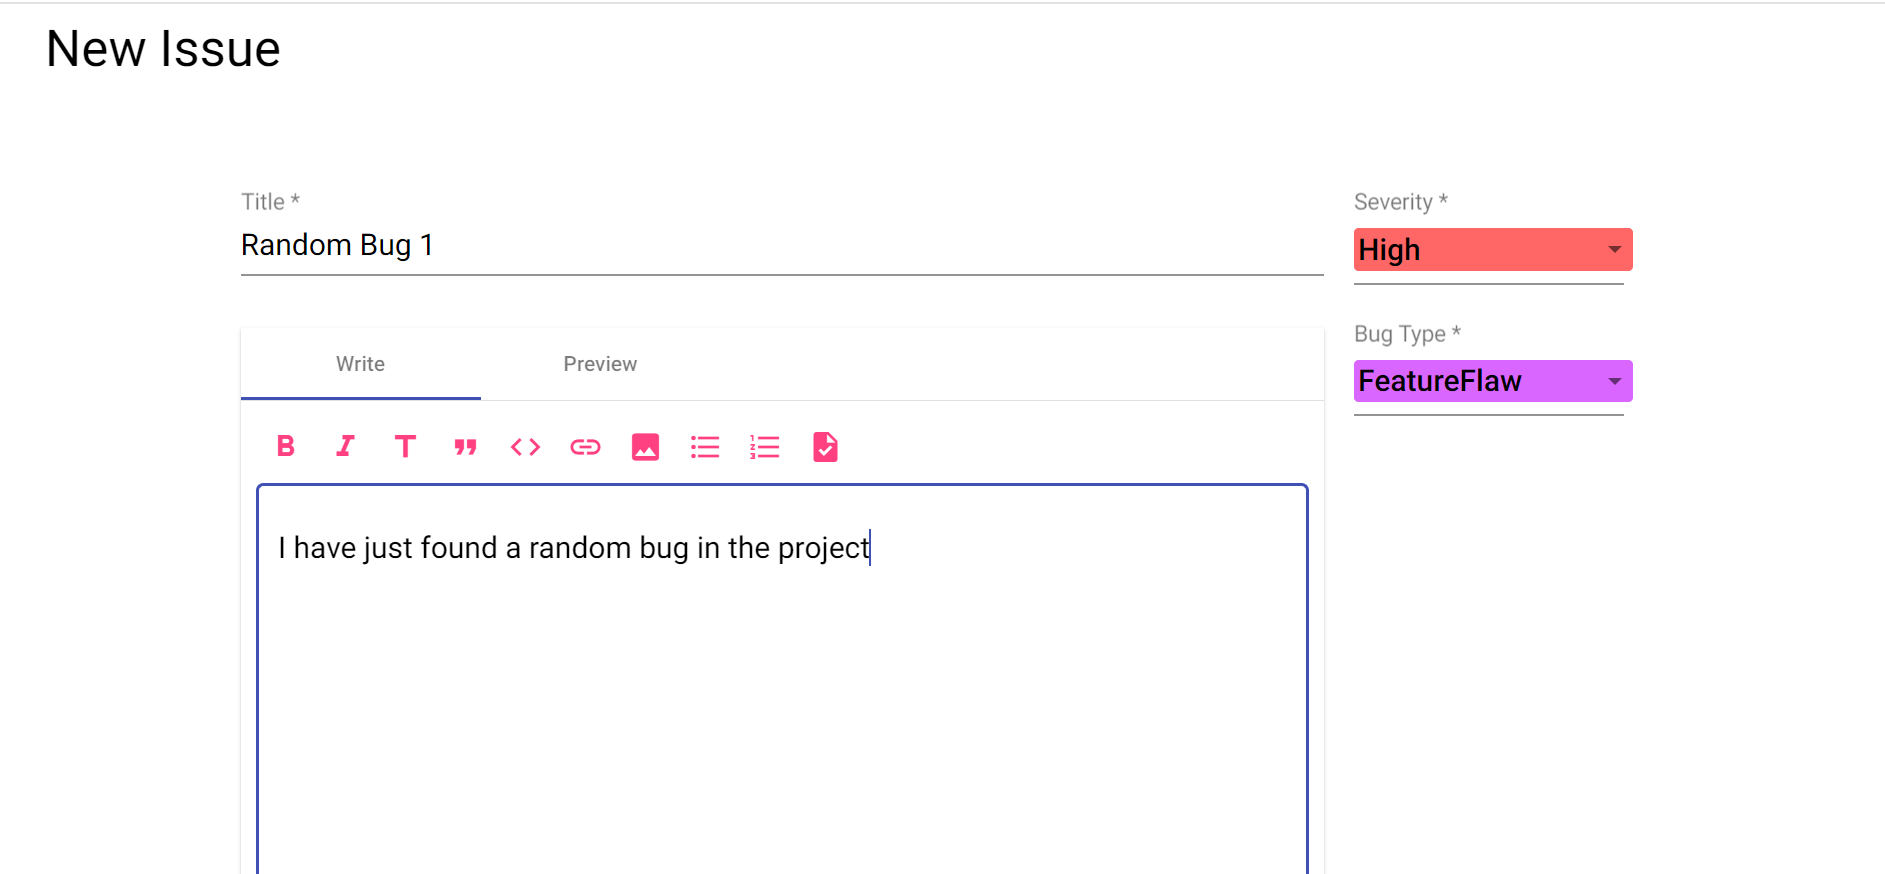 New Issue
Title *
Random Bug 1
Severity *
High
Bug Type *
FeatureFlaw
Write Preview
I have just found a random bug in the project